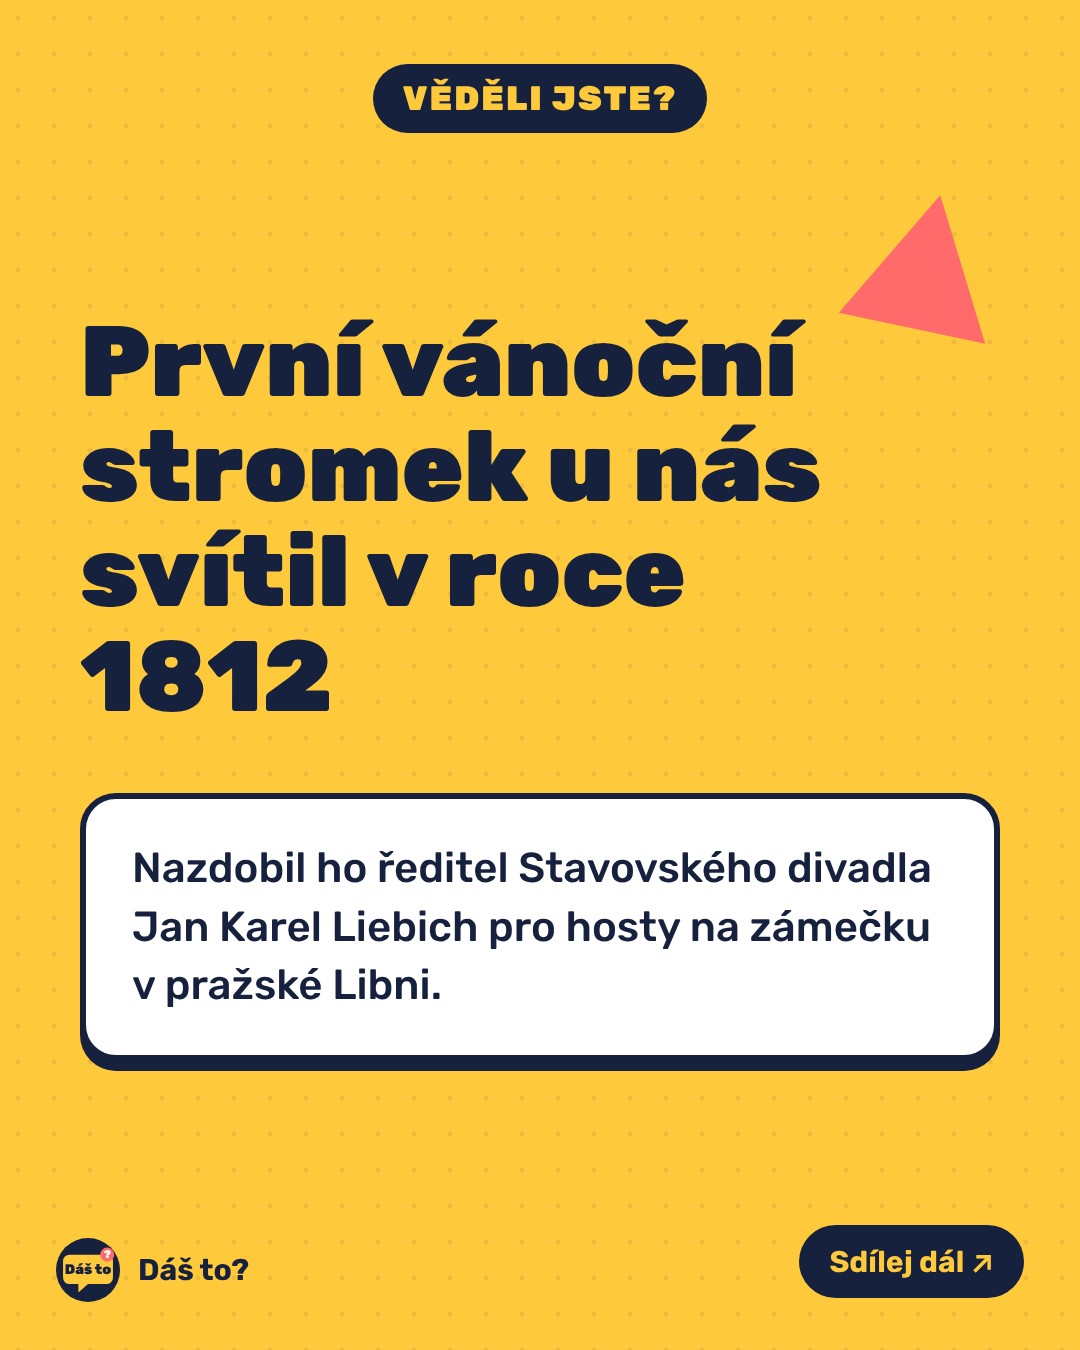 VĚDĚLI JSTE?
První vánoční
stromek u nás
svítil v roce
1812
Nazdobil ho ředitel Stavovského divadla
Jan Karel Liebich pro hosty na zámečku
v pražské Libni.
Dáš to
?
Dáš to?
Sdílej dál ↗